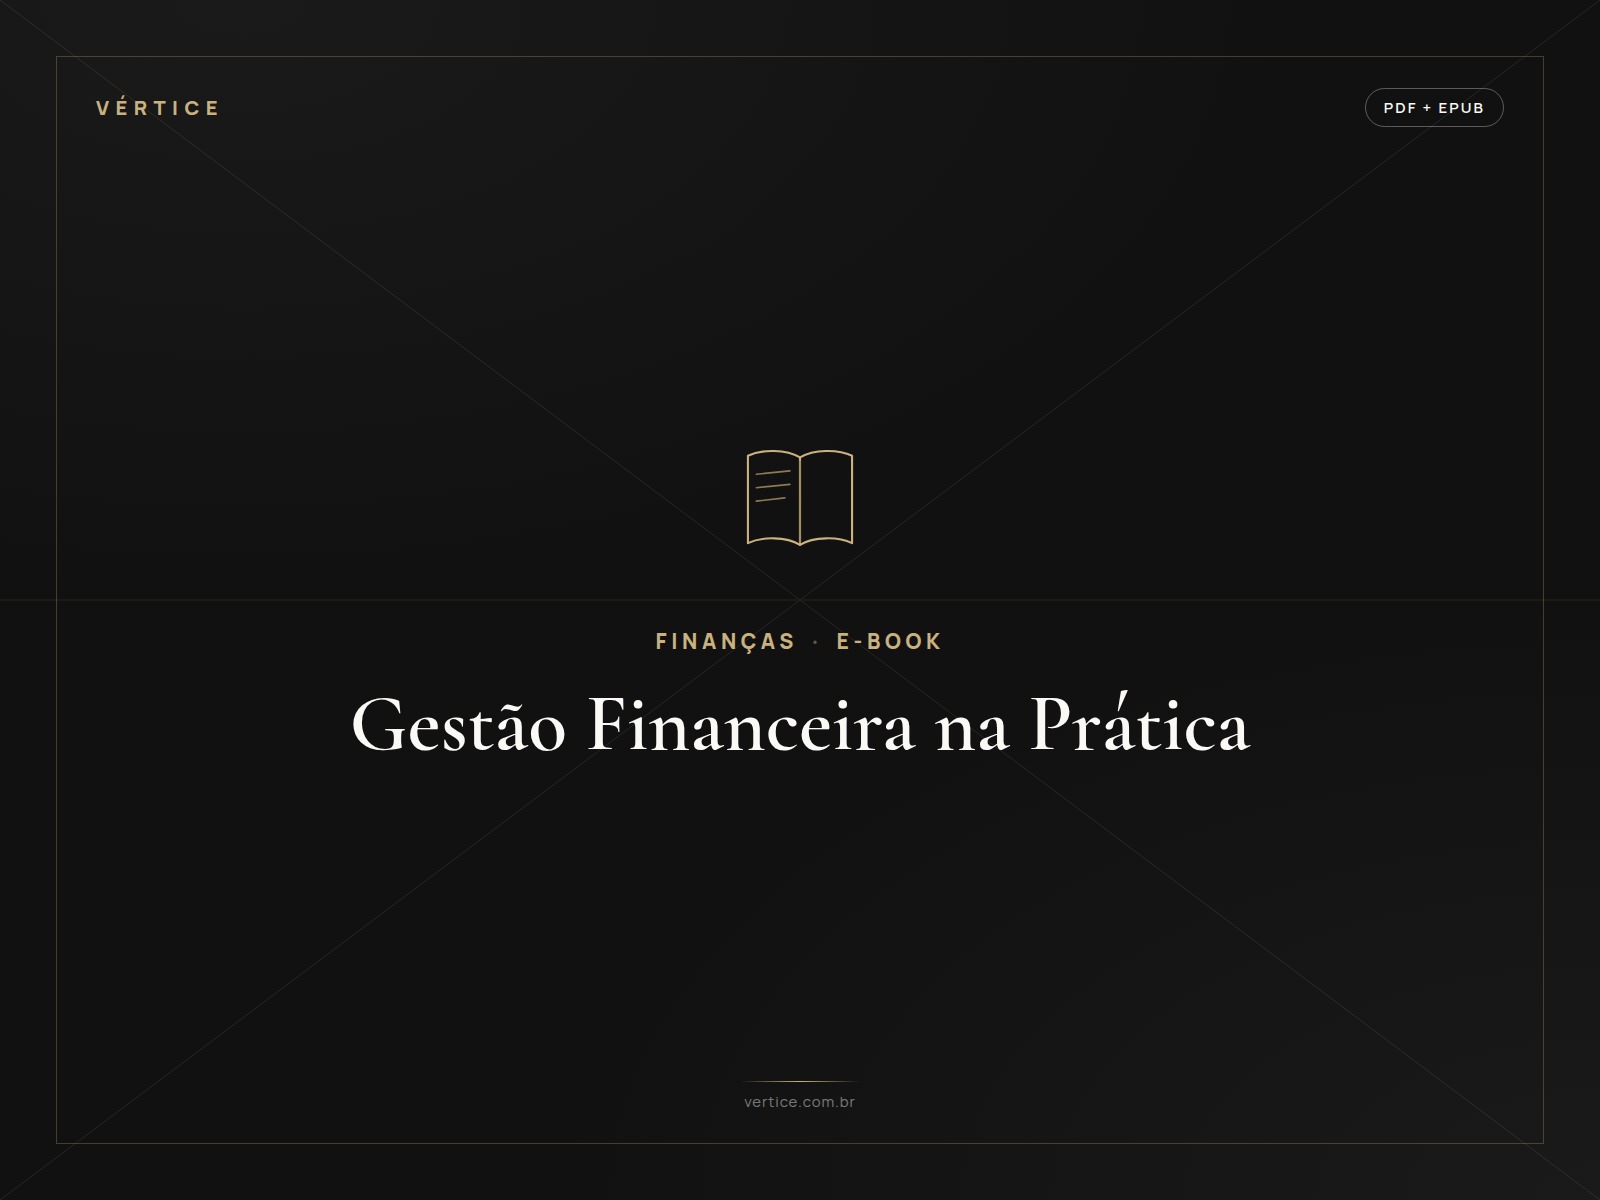 VÉRTICE
PDF + EPUB
FINANÇAS · E-BOOK
Gestão Financeira na Prática
vertice.com.br